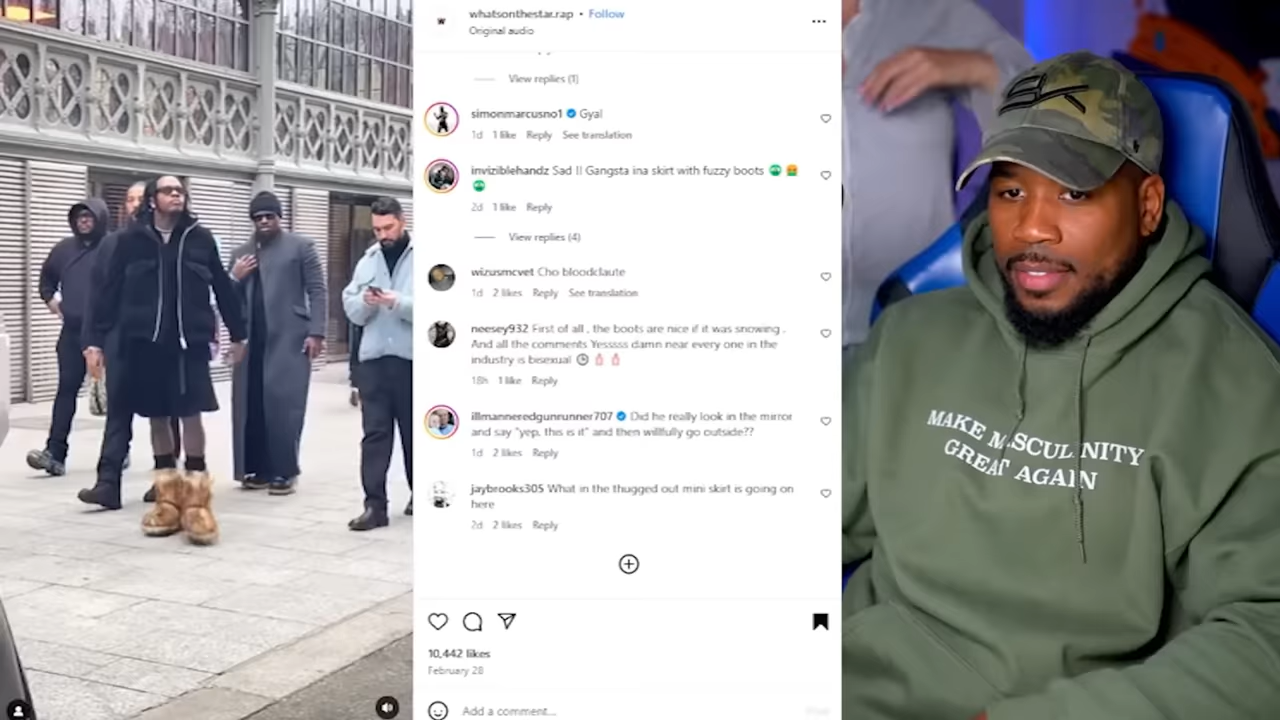 whatsonthestar.rap • Follow
Original audio
View replies (1)
simonmarcusno1 Gyal
1d 1 like Reply See translation
inviziblehandz Sad !! Gangsta ina skirt with fuzzy boots
2d 1 like Reply
View replies (4)
wizusmcvet Cho bloodclaute
1d 2 likes Reply See translation
neesey932 First of all , the boots are nice if it was snowing .
And all the comments Yesssss damn near every one in the
industry is bisexual
18h 1 like Reply
illmanneredgunrunner707 Did he really look in the mirror
and say "yep, this is it" and then willfully go outside??
1d 2 likes Reply
jaybrooks305 What in the thugged out mini skirt is going on
here
2d 2 likes Reply
10,442 likes
February 28
Add a comment...
MAKE MASCULINITY
GREAT AGAIN